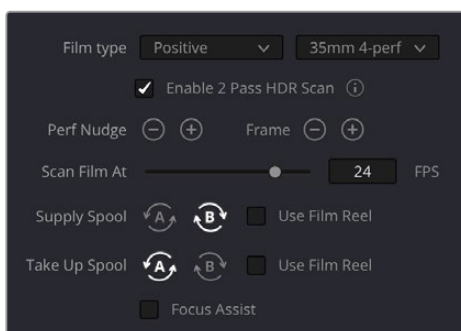 Film type Positive 35mm 4-perf
Enable 2 Pass HDR Scan i
Perf Nudge Frame
Scan Film At 24 FPS
Supply Spool A B Use Film Reel
Take Up Spool A B Use Film Reel
Focus Assist